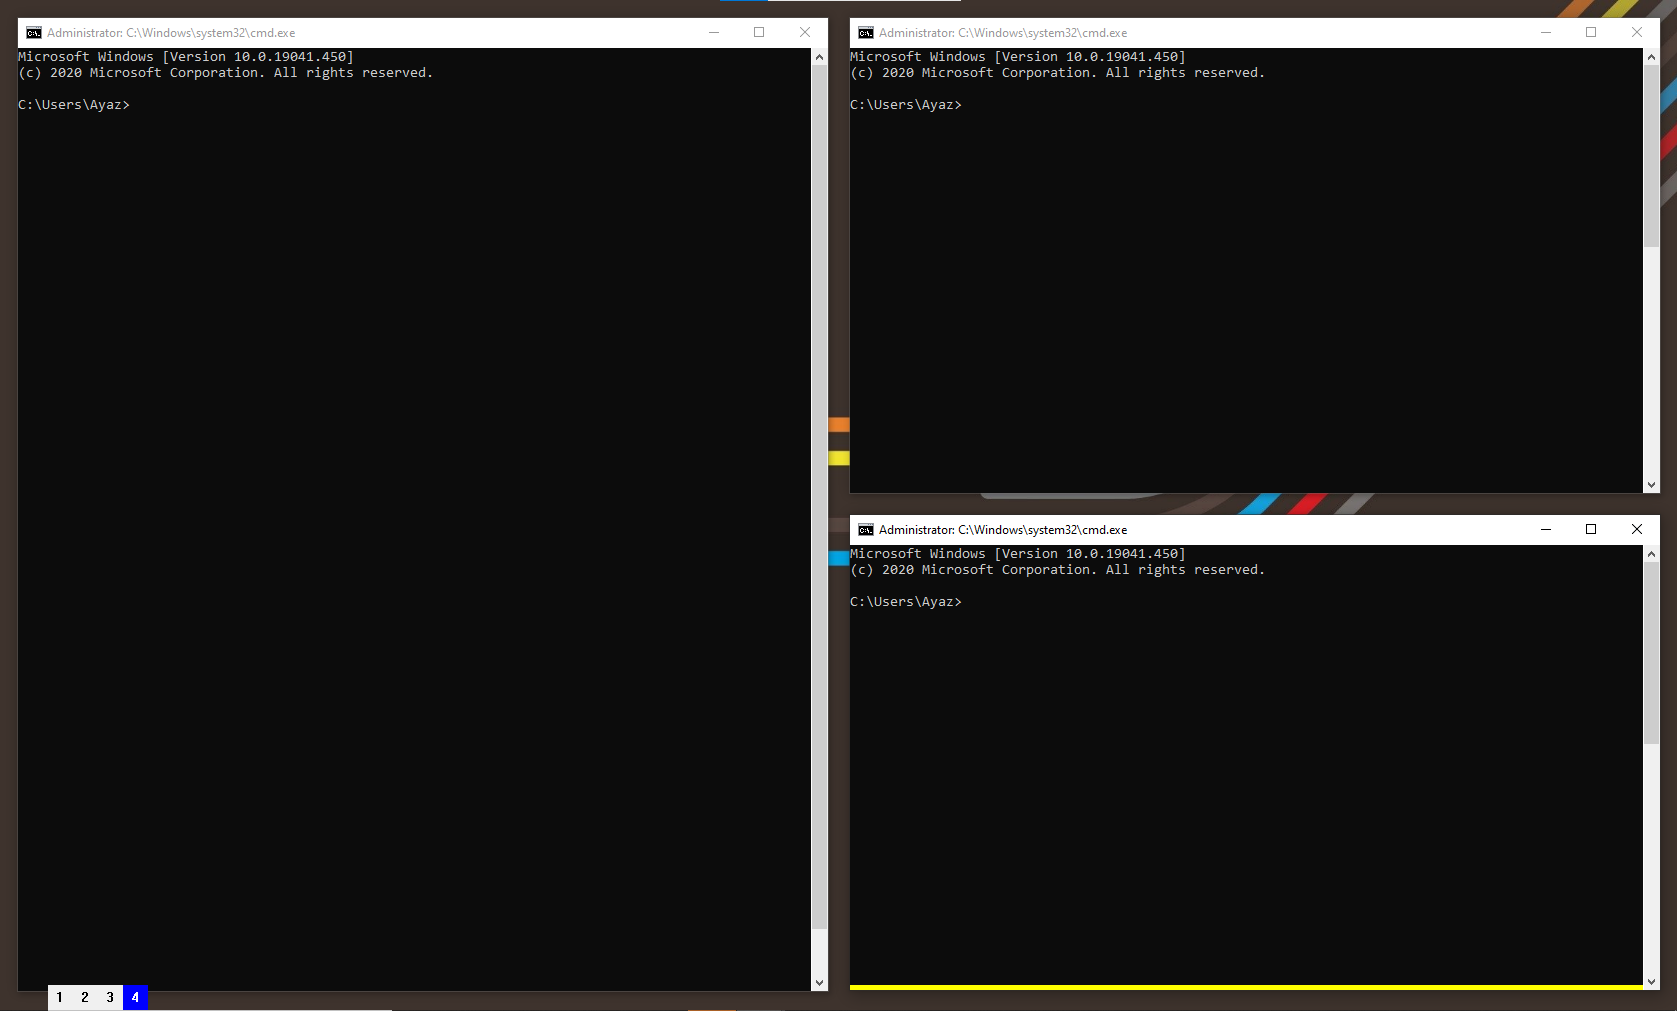 Administrator: C:\Windows\system32\cmd.exe
Microsoft Windows [Version 10.0.19041.450]
(c) 2020 Microsoft Corporation. All rights reserved.
C:\Users\Ayaz>
Administrator: C:\Windows\system32\cmd.exe
Microsoft Windows [Version 10.0.19041.450]
(c) 2020 Microsoft Corporation. All rights reserved.
C:\Users\Ayaz>
Administrator: C:\Windows\system32\cmd.exe
Microsoft Windows [Version 10.0.19041.450]
(c) 2020 Microsoft Corporation. All rights reserved.
C:\Users\Ayaz>
1 2 3 4